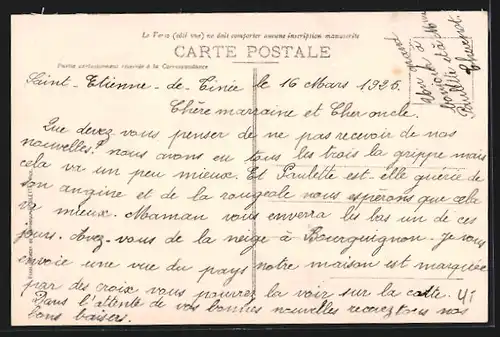 Le Verso (côté vue) ne doit comporter aucune inscription manuscrite
CARTE POSTALE
Partie exclusivement réservée à la Correspondance
Saint-Etienne-de-Tinée le 16 Mars 1926.
Chère marraine et Cher oncle.
Que devez vous penser de ne pas recevoir de nos
nouvelles? nous avons eu tous les trois la grippe mais
cela va un peu mieux. Et Paulette est-elle guérie de
son angine et de la rougeole nous espérons que cela
va mieux. Maman vous enverra les bas un de ces
jours. Avez-vous de la neige à Bourguignon. Je vous
envoie une vue du pays notre maison est marquée
par des croix vous pourrez la voir sur la carte.
Dans l'attente de vos bonnes nouvelles recevez tous nos
bons baisers.
bonjour à
Paulette